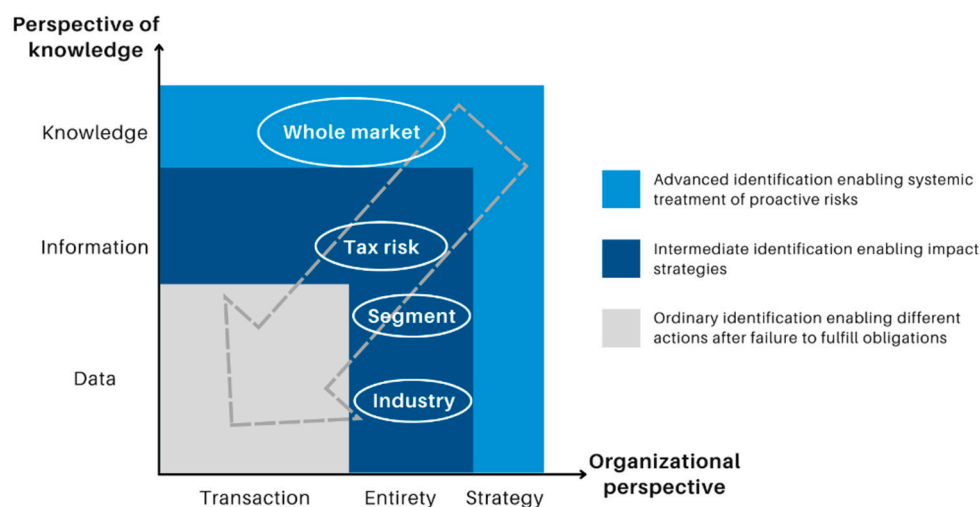 Perspective of
knowledge
Knowledge
Whole market
Information
Tax risk
Segment
Data
Industry
Transaction
Entirety
Strategy
Organizational
perspective
Advanced identification enabling systemic
treatment of proactive risks
Intermediate identification enabling impact
strategies
Ordinary identification enabling different
actions after failure to fulfill obligations